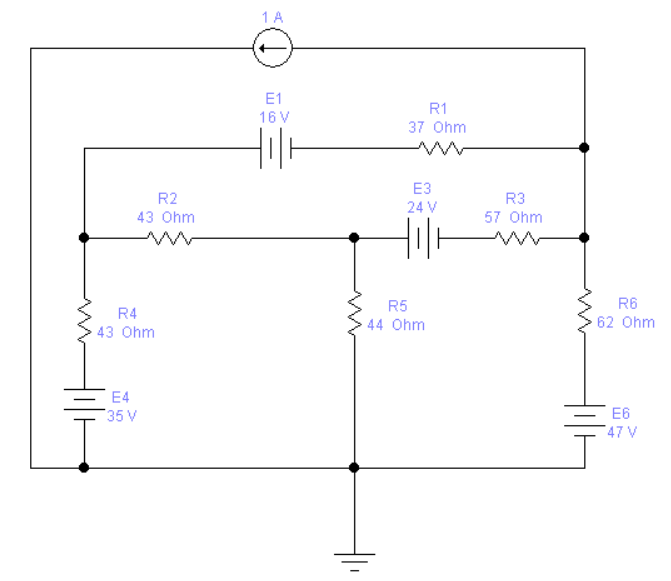 1 A
E1
16 V
R1
37 Ohm
R2
43 Ohm
E3
24 V
R3
57 Ohm
R4
43 Ohm
R5
44 Ohm
R6
62 Ohm
E4
35 V
E6
47 V